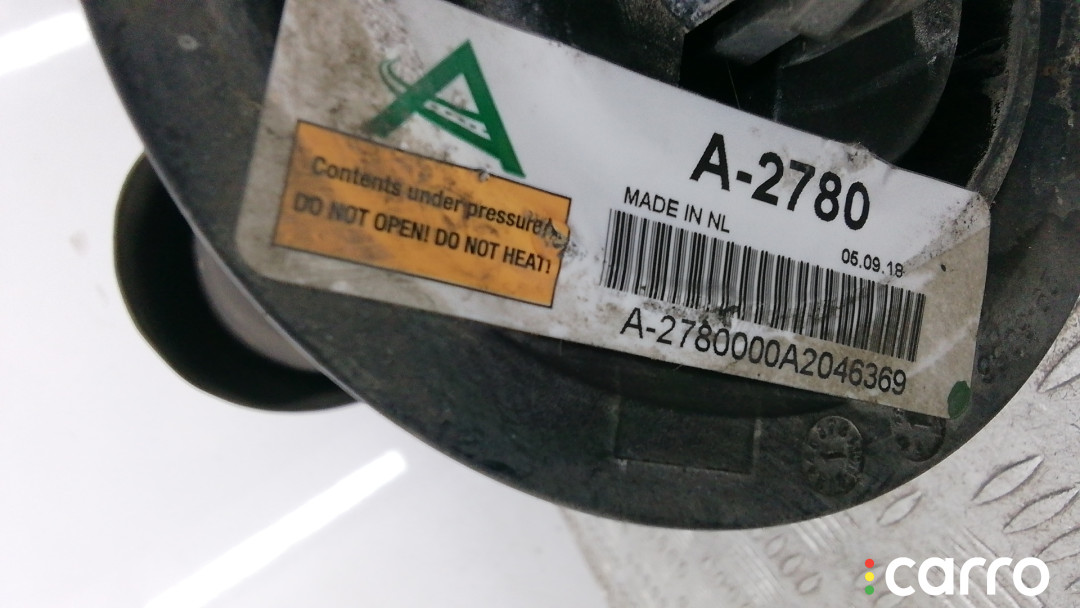 A-2780
Contents under pressure!
DO NOT OPEN! DO NOT HEAT!
MADE IN NL
05.09.18
A-2780000A2046369
carro